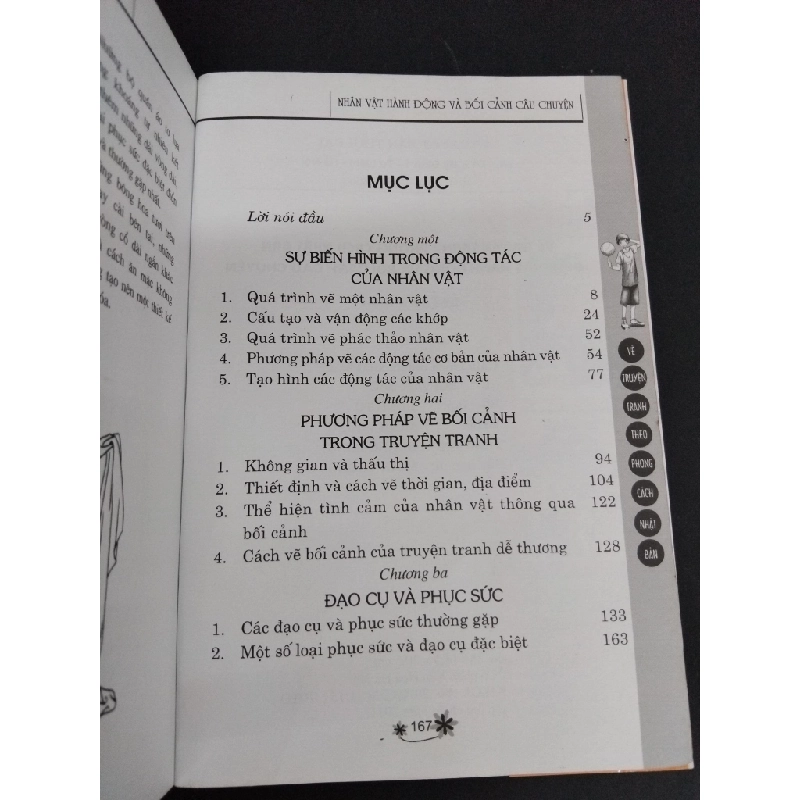 NHÂN VẬT HÀNH ĐỘNG VÀ BỐI CẢNH CÂU CHUYỆN
MỤC LỤC
Lời nói đầu 5
Chương một
SỰ BIẾN HÌNH TRONG ĐỘNG TÁC
CỦA NHÂN VẬT
1. Quá trình vẽ một nhân vật 8
2. Cấu tạo và vận động các khớp 24
3. Quá trình vẽ phác thảo nhân vật 52
4. Phương pháp vẽ các động tác cơ bản của nhân vật 54
5. Tạo hình các động tác của nhân vật 77
Chương hai
PHƯƠNG PHÁP VẼ BỐI CẢNH
TRONG TRUYỆN TRANH
1. Không gian và thấu thị 94
2. Thiết định và cách vẽ thời gian, địa điểm 104
3. Thể hiện tình cảm của nhân vật thông qua 122
bối cảnh
4. Cách vẽ bối cảnh của truyện tranh dễ thương 128
Chương ba
ĐẠO CỤ VÀ PHỤC SỨC
1. Các đạo cụ và phục sức thường gặp 133
2. Một số loại phục sức và đạo cụ đặc biệt 163
167
VẼ
TRUYỆN
TRANH
THEO
PHONG
CÁCH
NHẬT
BẢN